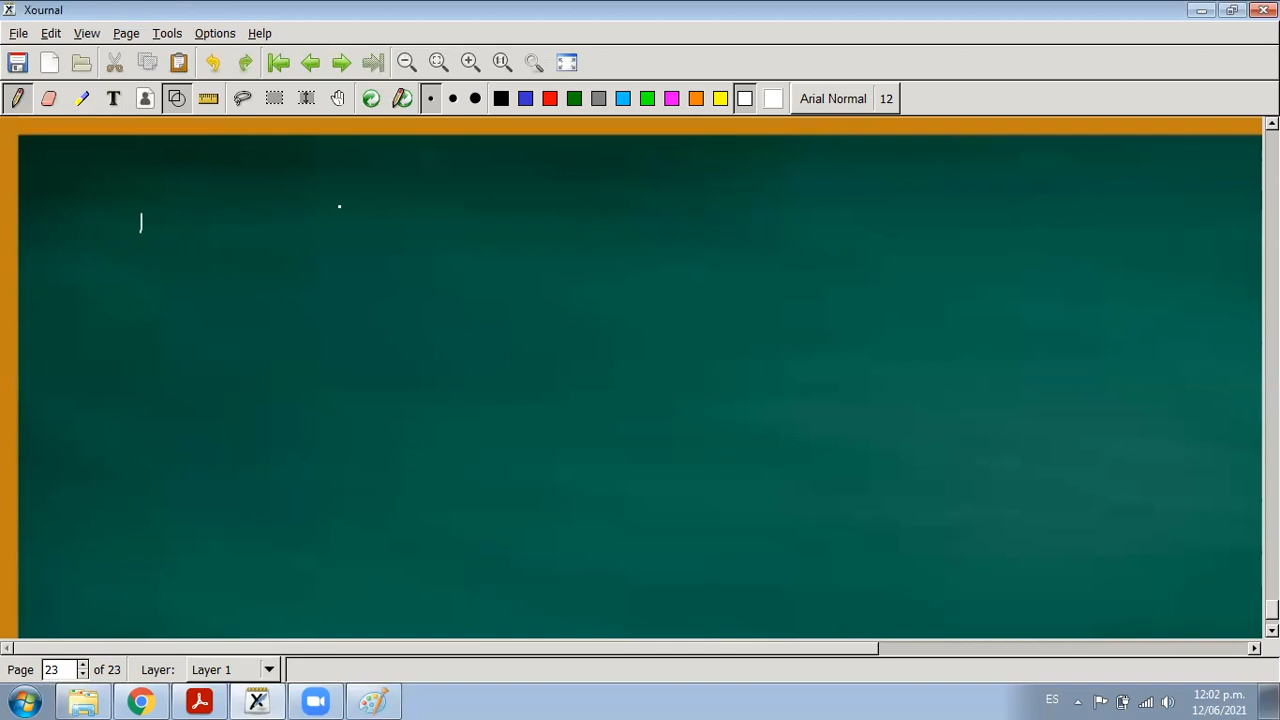 Xournal
File Edit View Page Tools Options Help
T Arial Normal 12
Page 23 of 23 Layer: Layer 1
ES 12:02 p.m.
12/06/2021